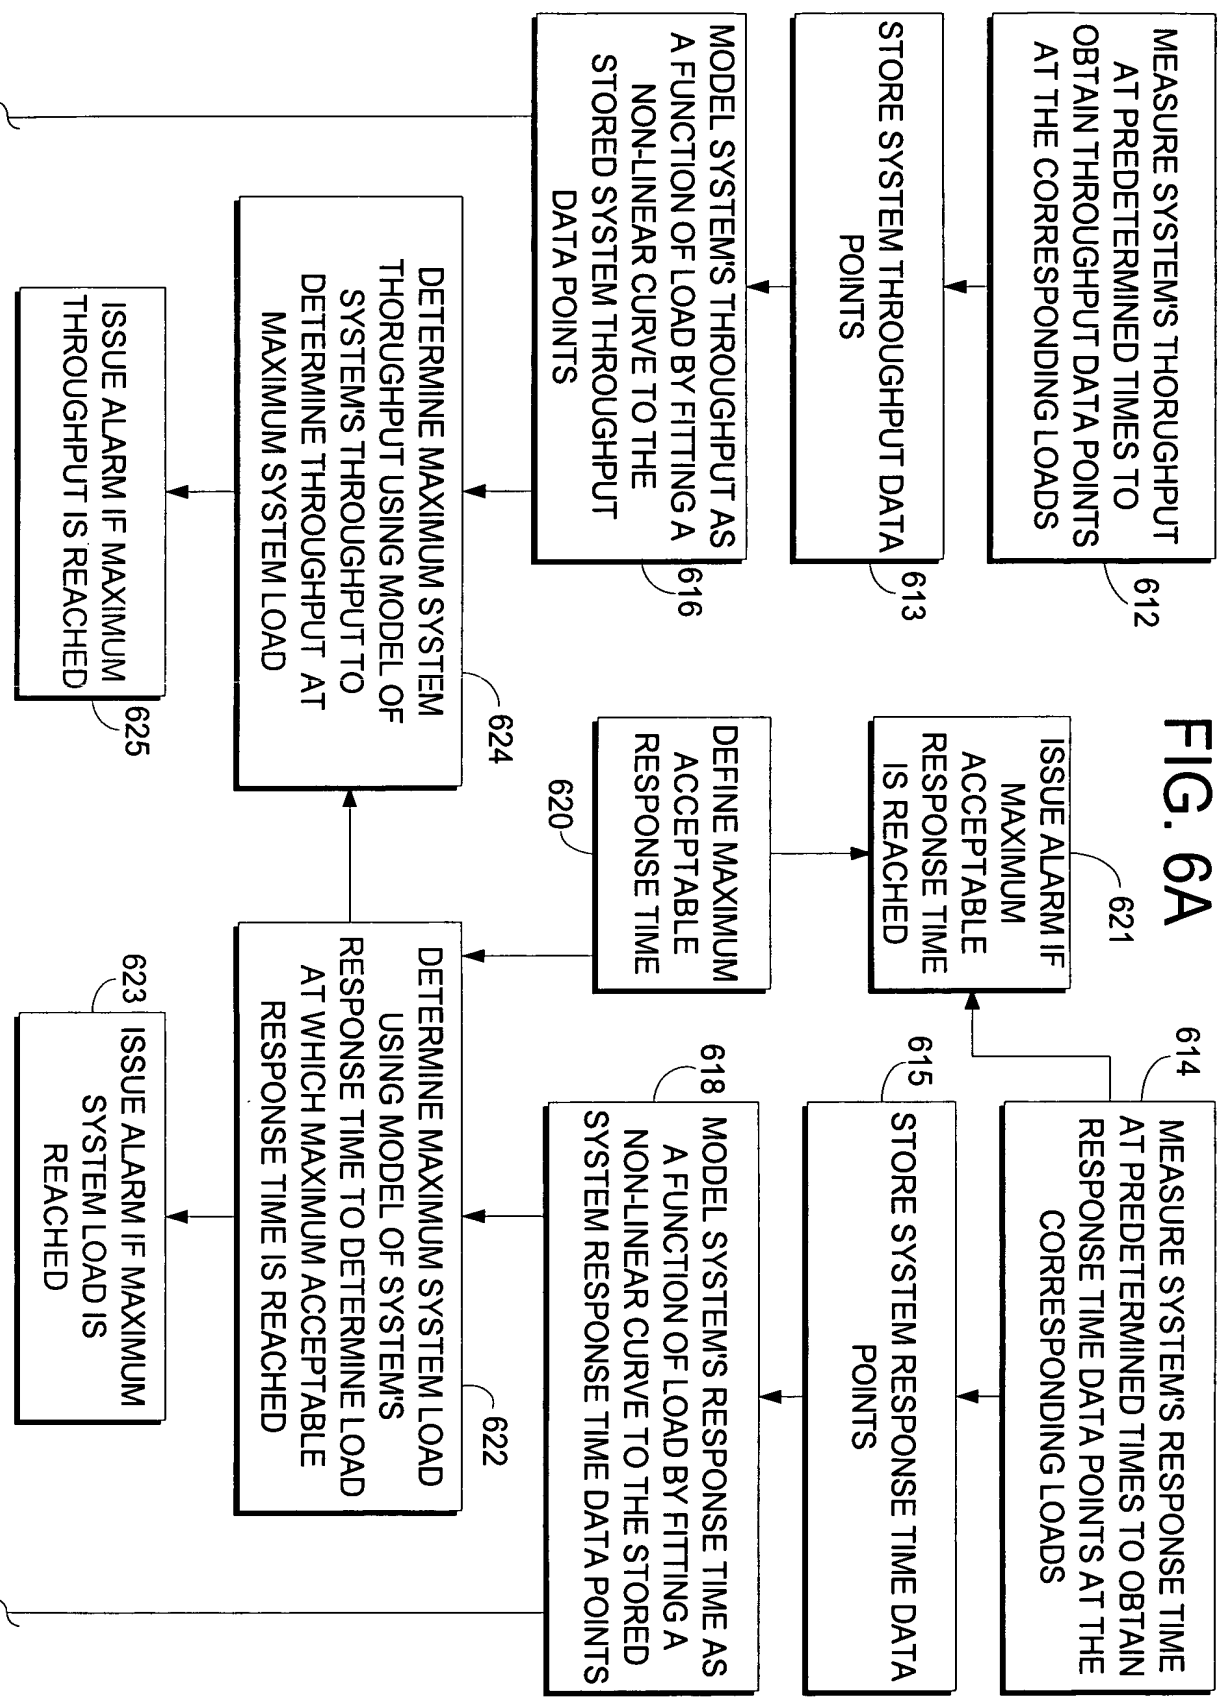 FIG. 6A
MEASURE SYSTEM'S THORUGHPUT
AT PREDETERMINED TIMES TO
OBTAIN THROUGHPUT DATA POINTS
AT THE CORRESPONDING LOADS
612
STORE SYSTEM THROUGHPUT DATA
POINTS
613
MODEL SYSTEM'S THROUGHPUT AS
A FUNCTION OF LOAD BY FITTING A
NON-LINEAR CURVE TO THE
STORED SYSTEM THROUGHPUT
DATA POINTS
616
DETERMINE MAXIMUM SYSTEM
THORUGHPUT USING MODEL OF
SYSTEM'S THROUGHPUT TO
DETERMINE THROUGHPUT AT
MAXIMUM SYSTEM LOAD
624
ISSUE ALARM IF MAXIMUM
THROUGHPUT IS REACHED
625
ISSUE ALARM IF
MAXIMUM
ACCEPTABLE
RESPONSE TIME
IS REACHED
621
DEFINE MAXIMUM
ACCEPTABLE
RESPONSE TIME
620
614
MEASURE SYSTEM'S RESPONSE TIME
AT PREDETERMINED TIMES TO OBTAIN
RESPONSE TIME DATA POINTS AT THE
CORRESPONDING LOADS
615
STORE SYSTEM RESPONSE TIME DATA
POINTS
618
MODEL SYSTEM'S RESPONSE TIME AS
A FUNCTION OF LOAD BY FITTING A
NON-LINEAR CURVE TO THE STORED
SYSTEM RESPONSE TIME DATA POINTS
DETERMINE MAXIMUM SYSTEM LOAD
USING MODEL OF SYSTEM'S
RESPONSE TIME TO DETERMINE LOAD
AT WHICH MAXIMUM ACCEPTABLE
RESPONSE TIME IS REACHED
622
623
ISSUE ALARM IF MAXIMUM
SYSTEM LOAD IS
REACHED